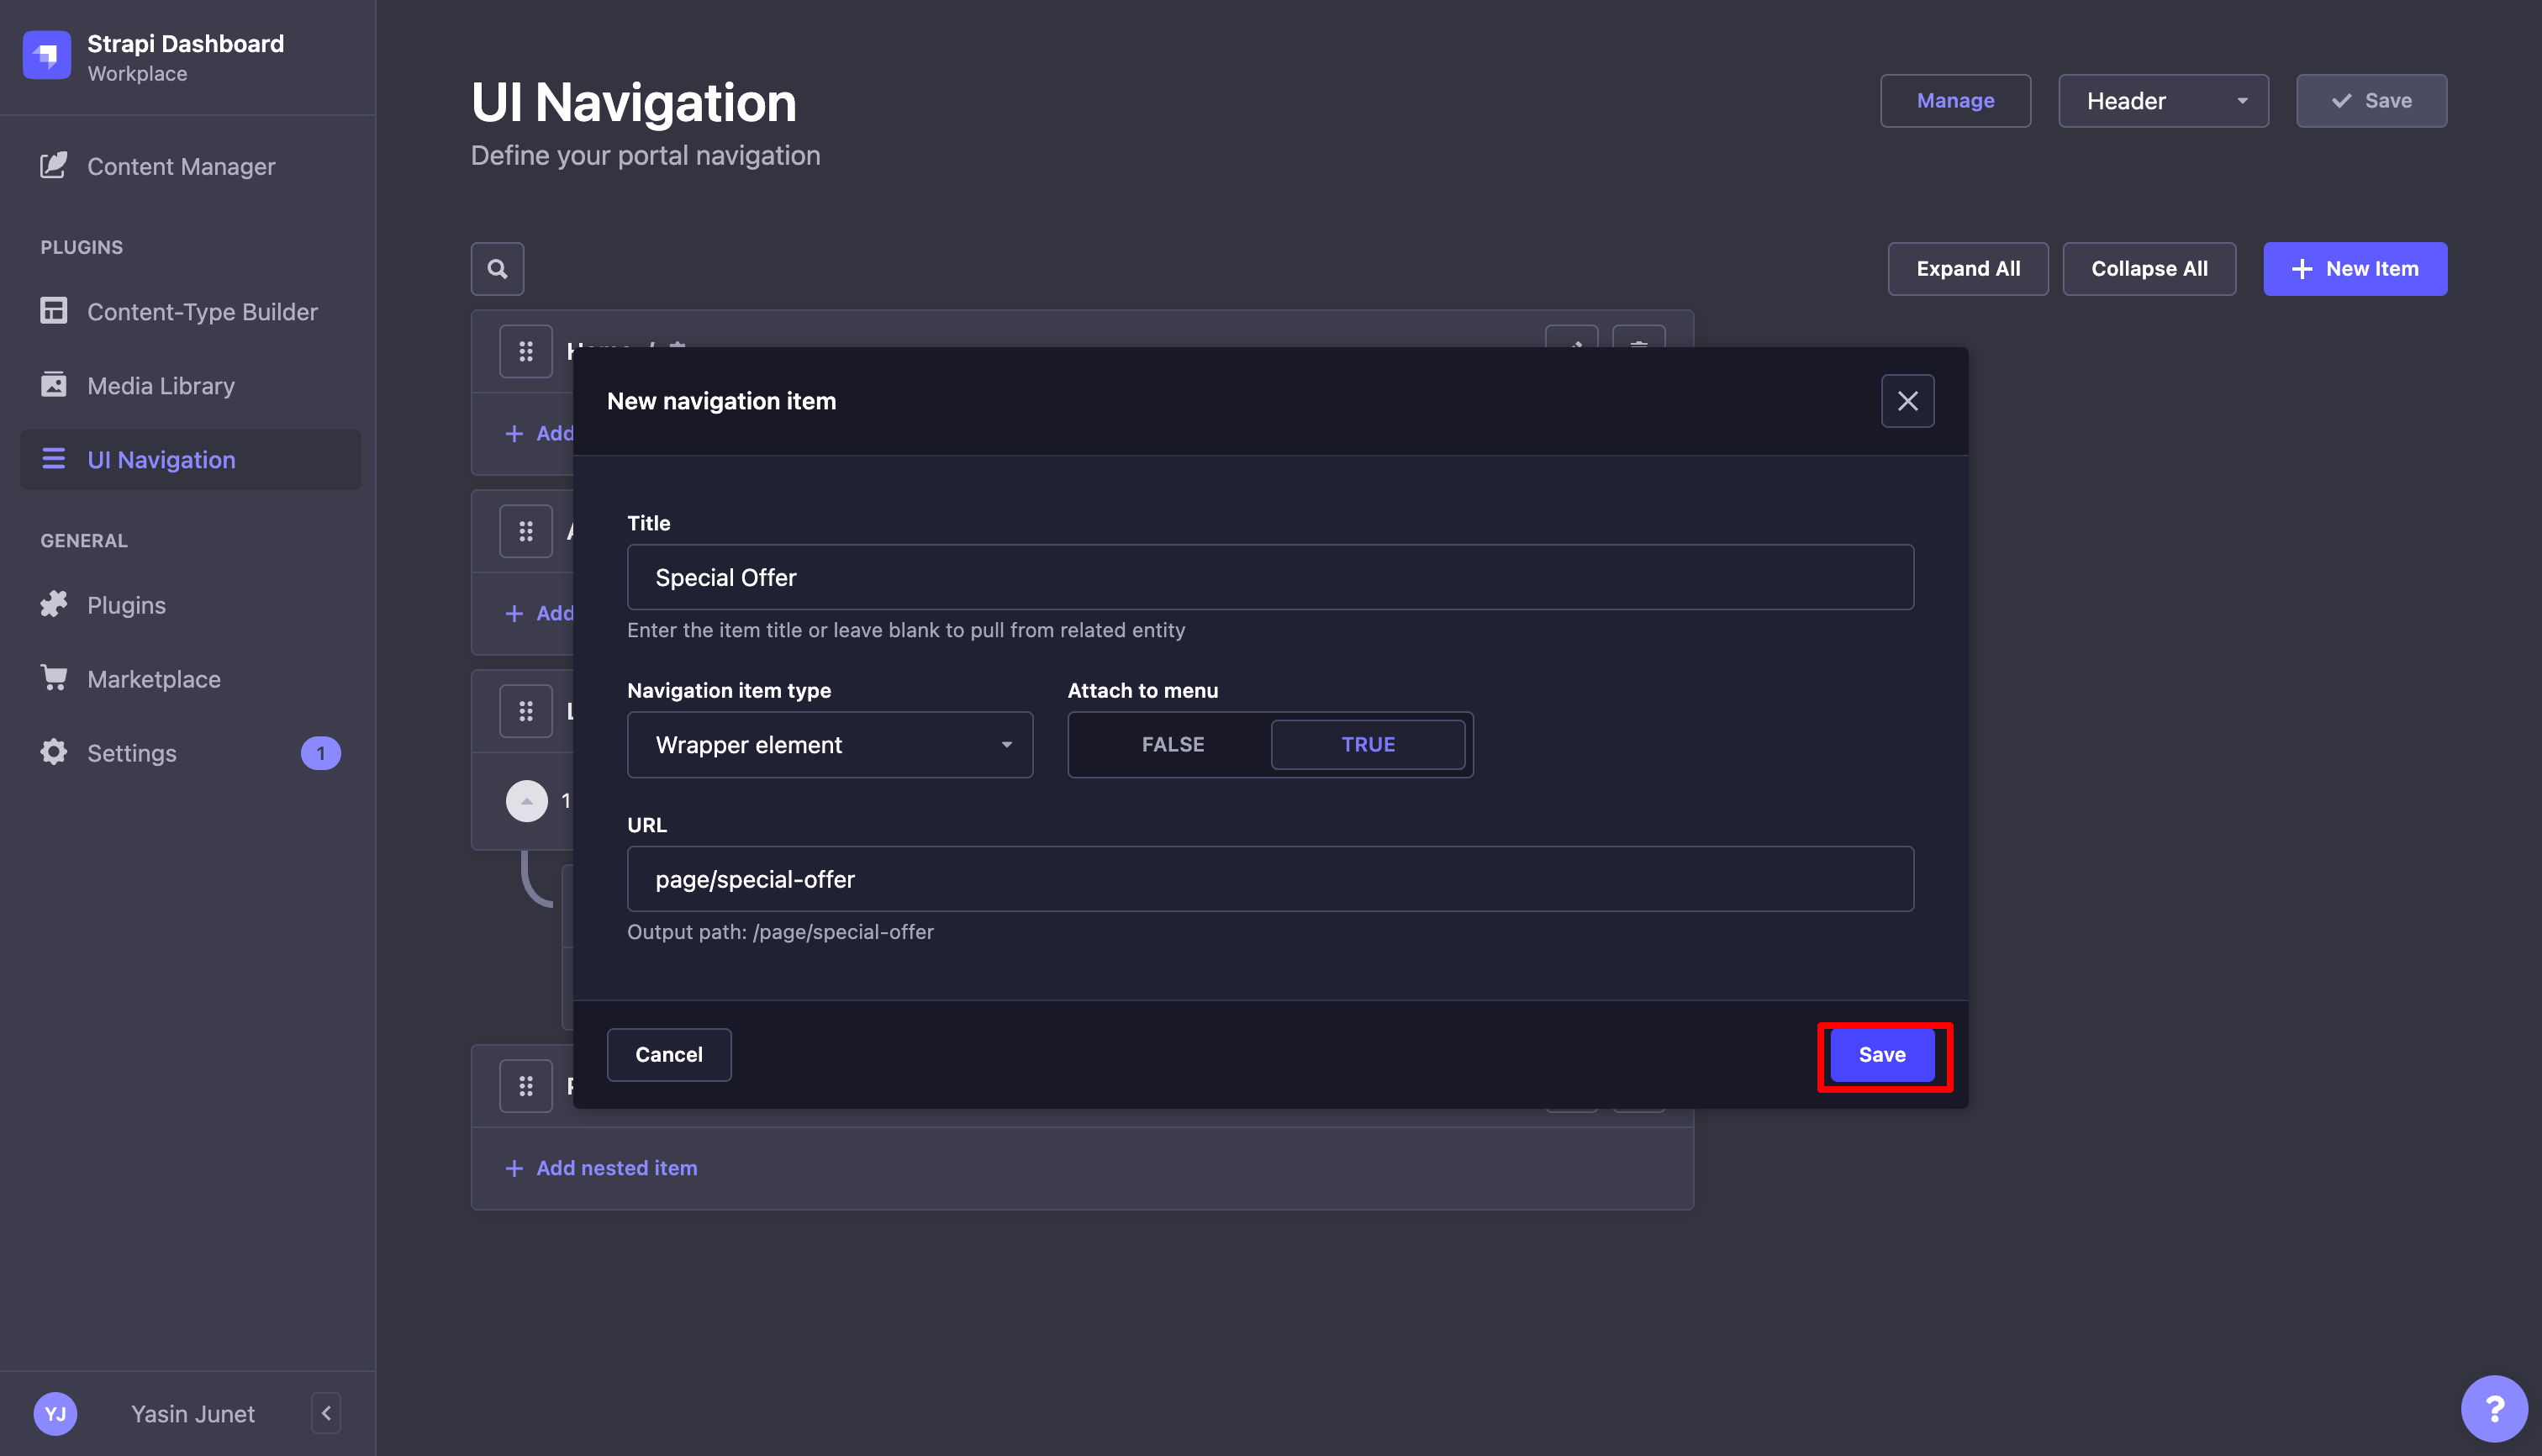 Strapi Dashboard
Workplace
Content Manager
PLUGINS
Content-Type Builder
Media Library
UI Navigation
GENERAL
Plugins
Marketplace
Settings
1
YJ
Yasin Junet
UI Navigation
Define your portal navigation
Manage
Header
Save
Expand All
Collapse All
New Item
Add
Add
1
Add nested item
New navigation item
Title
Special Offer
Enter the item title or leave blank to pull from related entity
Navigation item type
Attach to menu
Wrapper element
FALSE
TRUE
URL
page/special-offer
Output path: /page/special-offer
Cancel
Save
?